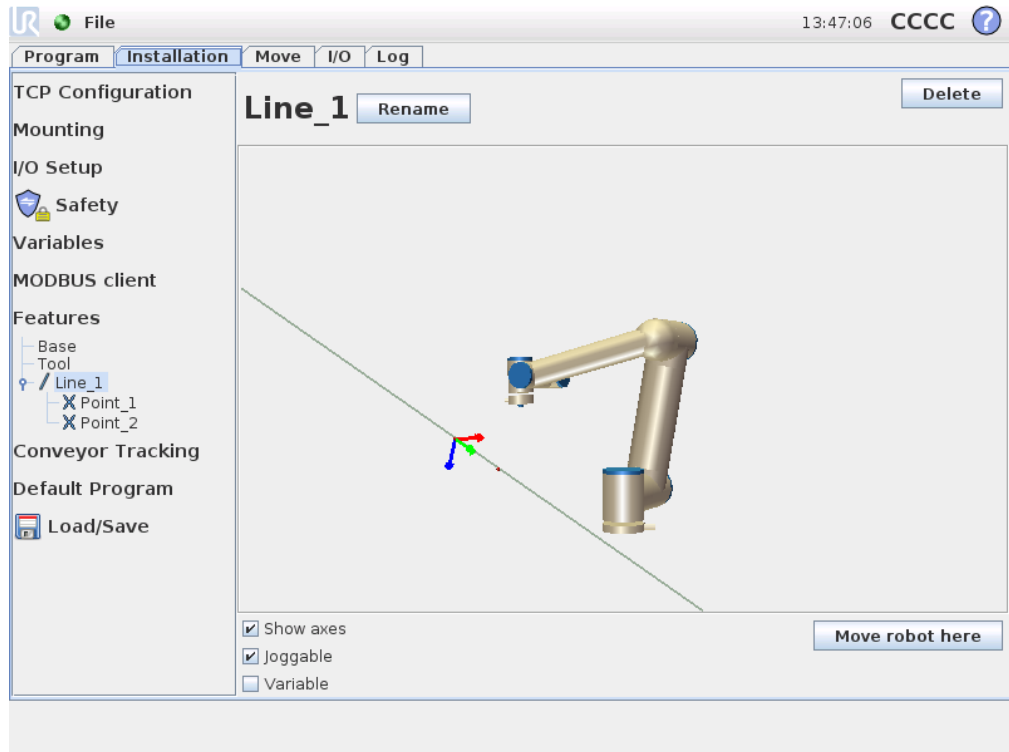 UR File 13:47:06 CCCC ?
Program Installation Move I/O Log
TCP Configuration
Mounting
I/O Setup
Safety
Variables
MODBUS client
Features
Base
Tool
Line_1
Point_1
Point_2
Conveyor Tracking
Default Program
Load/Save
Line_1 Rename Delete
Show axes
Joggable
Variable
Move robot here